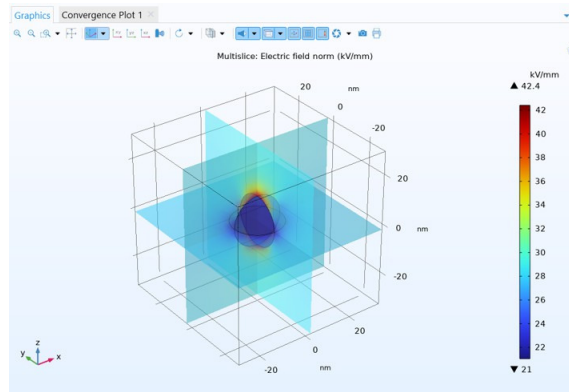 Graphics Convergence Plot 1
Multislice: Electric field norm (kV/mm)
kV/mm
▲ 42.4
42
40
38
36
34
32
30
28
26
24
22
▼ 21
20 nm
0
-20
20
0 nm
-20
20
0
nm
-20
z
y x